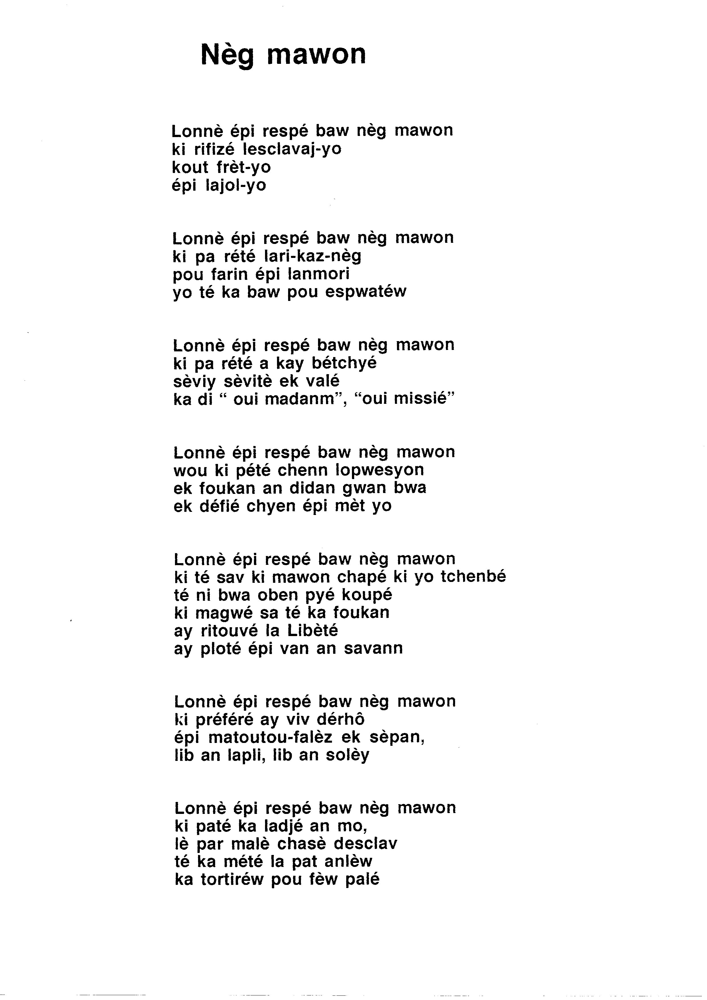 Nèg mawon
Lonnè épi respé baw nèg mawon
ki rifizé lesclavaj-yo
kout frèt-yo
épi lajol-yo
Lonnè épi respé baw nèg mawon
ki pa rété lari-kaz-nèg
pou farin épi lanmori
yo té ka baw pou espwatéw
Lonnè épi respé baw nèg mawon
ki pa rété a kay bétchyé
sèviy sèvitè ek valé
ka di “ oui madanm”, “oui missié”
Lonnè épi respé baw nèg mawon
wou ki pété chenn lopwesyon
ek foukan an didan gwan bwa
ek défié chyen épi mèt yo
Lonnè épi respé baw nèg mawon
ki té sav ki mawon chapé ki yo tchenbé
té ni bwa oben pyé koupé
ki magwé sa té ka foukan
ay ritouvé la Libèté
ay ploté épi van an savann
Lonnè épi respé baw nèg mawon
ki préféré ay viv dérhô
épi matoutou-falèz ek sèpan,
lib an lapli, lib an solèy
Lonnè épi respé baw nèg mawon
ki paté ka ladjé an mo,
lè par malè chasè desclav
té ka mété la pat anlèw
ka tortiréw pou fèw palé